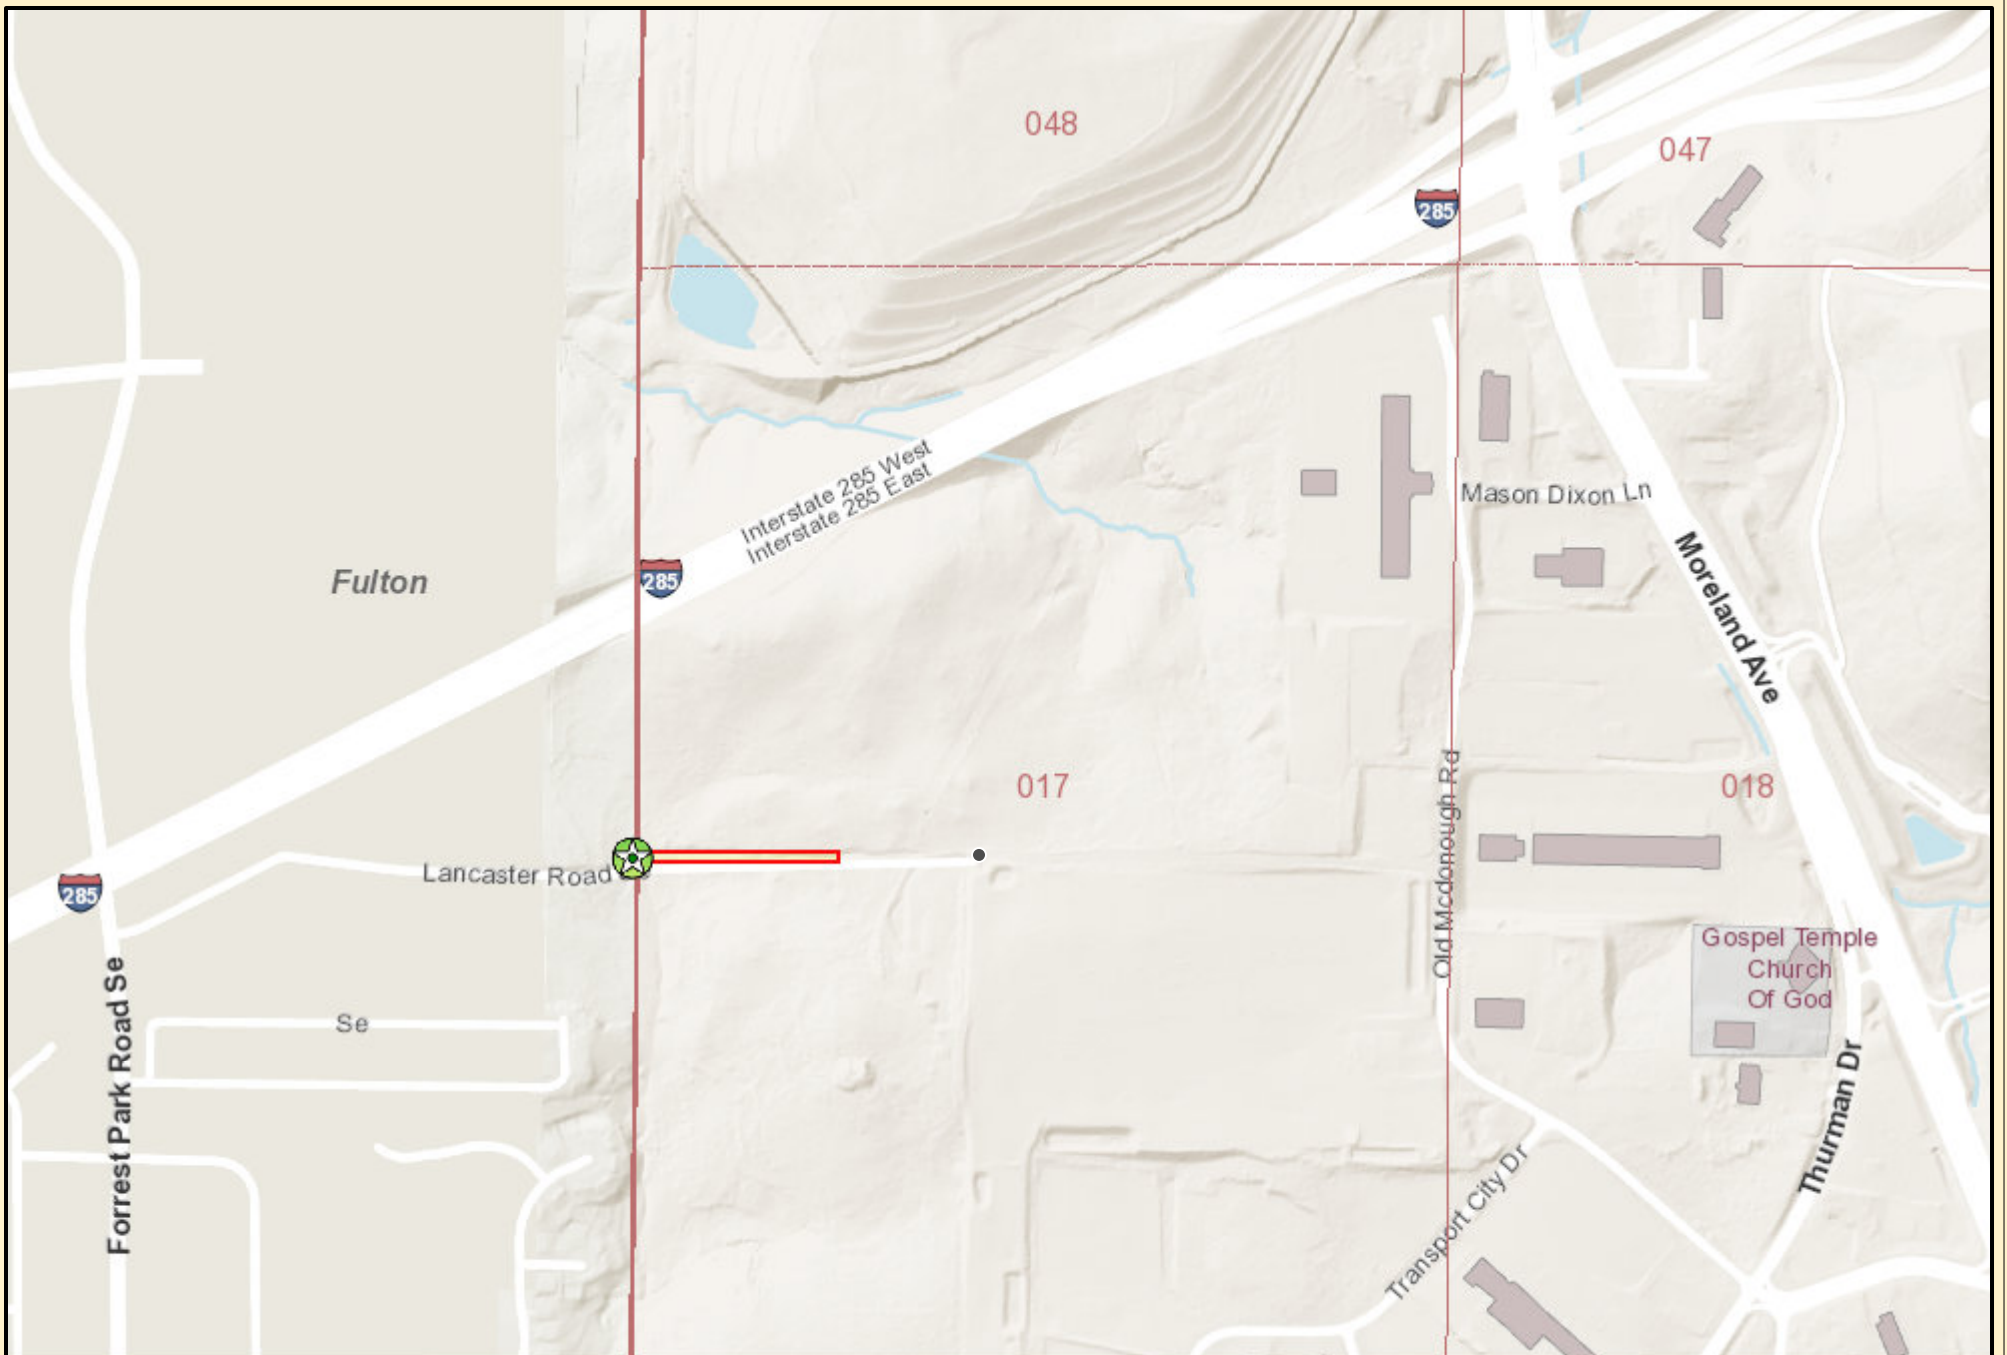 048
047
285
Interstate 285 West
Interstate 285 East
Mason Dixon Ln
Fulton
285
Moreland Ave
017
018
Old Mcdonough Rd
Lancaster Road
285
Gospel Temple
Church
Of God
Forrest Park Road Se
Se
Thurman Dr
Transport City Dr